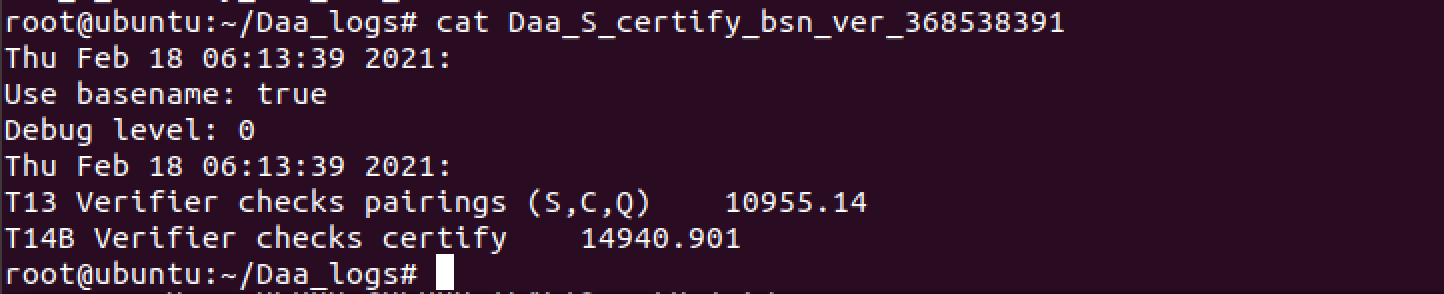 root@ubuntu:~/Daa_logs# cat Daa_S_certify_bsn_ver_368538391
Thu Feb 18 06:13:39 2021:
Use basename: true
Debug level: 0
Thu Feb 18 06:13:39 2021:
T13 Verifier checks pairings (S,C,Q)    10955.14
T14B Verifier checks certify    14940.901
root@ubuntu:~/Daa_logs#